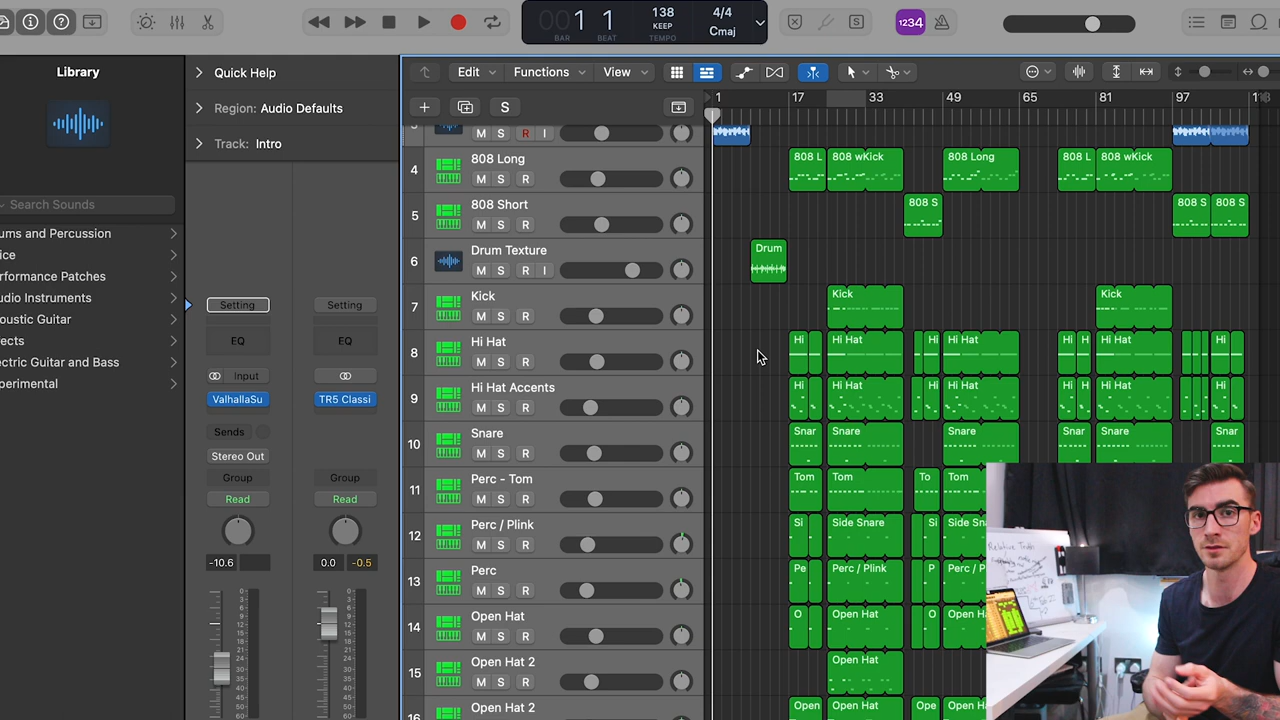 00 1 1
BAR BEAT
138
KEEP
TEMPO
4/4
Cmaj
1234
Library
Search Sounds
ums and Percussion
ice
rformance Patches
udio Instruments
oustic Guitar
ects
ectric Guitar and Bass
perimental
Quick Help
Region: Audio Defaults
Track: Intro
Setting Setting
EQ EQ
Input
ValhallaSu TR5 Classi
Sends
Stereo Out
Group Group
Read Read
-10.6 0.0 -0.5
Edit Functions View
S
1 17 33 49 65 81 97
M S R I
4 808 Long
M S R
808 L 808 wKick 808 Long 808 L 808 wKick
5 808 Short
M S R
808 S 808 S 808 S
6 Drum Texture
M S R I
Drum
7 Kick
M S R
Kick Kick
8 Hi Hat
M S R
Hi Hi Hat Hi Hi Hat Hi H Hi Hat Hi
9 Hi Hat Accents
M S R
Hi Hi Hat Hi Hi Hat Hi H Hi Hat Hi
10 Snare
M S R
Snar Snare Snare Snar Snare Snar
11 Perc - Tom
M S R
Tom Tom To Tom
12 Perc / Plink
M S R
Si Side Snare Si Side Sn
13 Perc
M S R
Pe Perc / Plink P Perc / P
14 Open Hat
M S R
O Open Hat O Open H
15 Open Hat 2
M S R
Open Hat
16 Open Hat 2
Open Open Hat Ope Open H